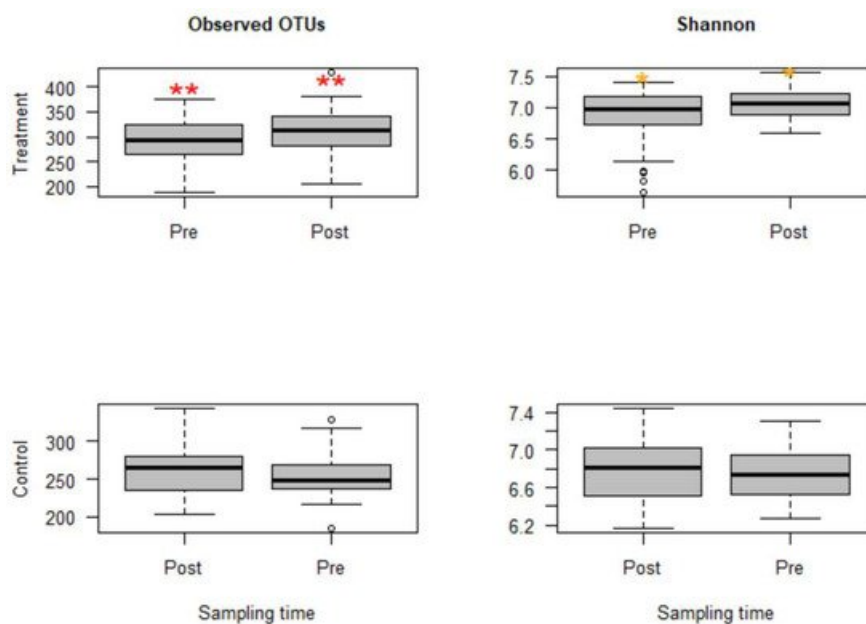 Observed OTUs
Shannon
Treatment
400
350
300
250
200
**
**
Pre
Post
7.5
7.0
6.5
6.0
*
*
Pre
Post
Control
300
250
200
Post
Pre
Sampling time
7.4
7.0
6.6
6.2
Post
Pre
Sampling time